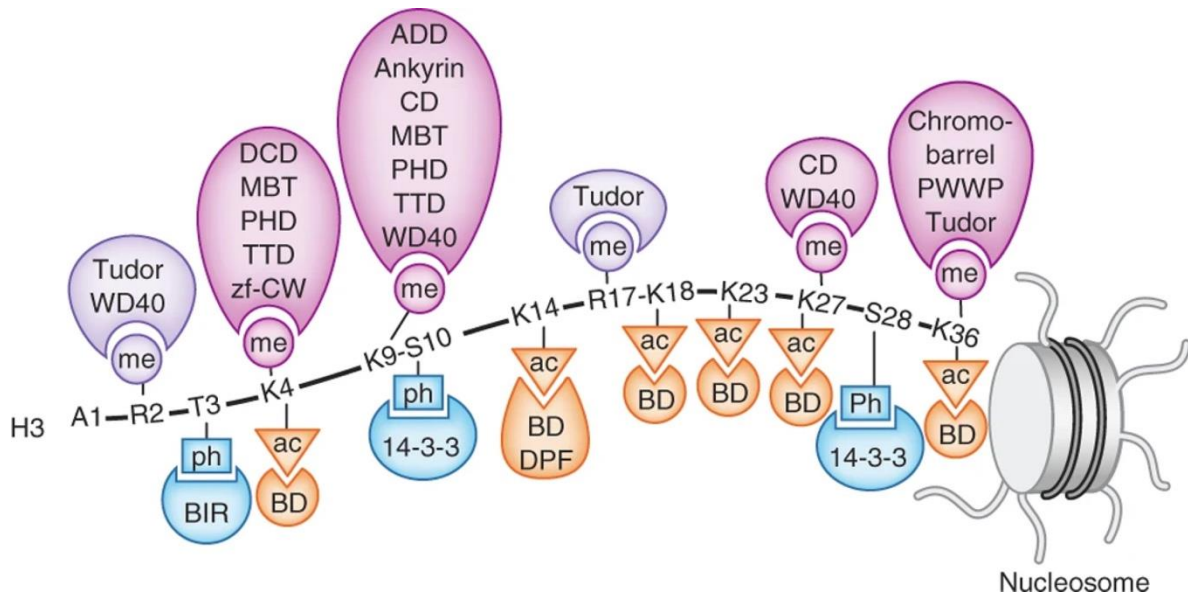 ADD
Ankyrin
CD
MBT
PHD
TTD
WD40
me
DCD
MBT
PHD
TTD
zf-CW
me
Tudor
WD40
me
Tudor
me
CD
WD40
me
Chromo-
barrel
PWWP
Tudor
me
H3
A1 R2 T3 K4 K9-S10 K14 R17-K18 K23 K27 S28 K36
ph
BIR
ac
BD
ph
14-3-3
ac
BD
DPF
ac
BD
ac
BD
ac
BD
Ph
14-3-3
ac
BD
Nucleosome